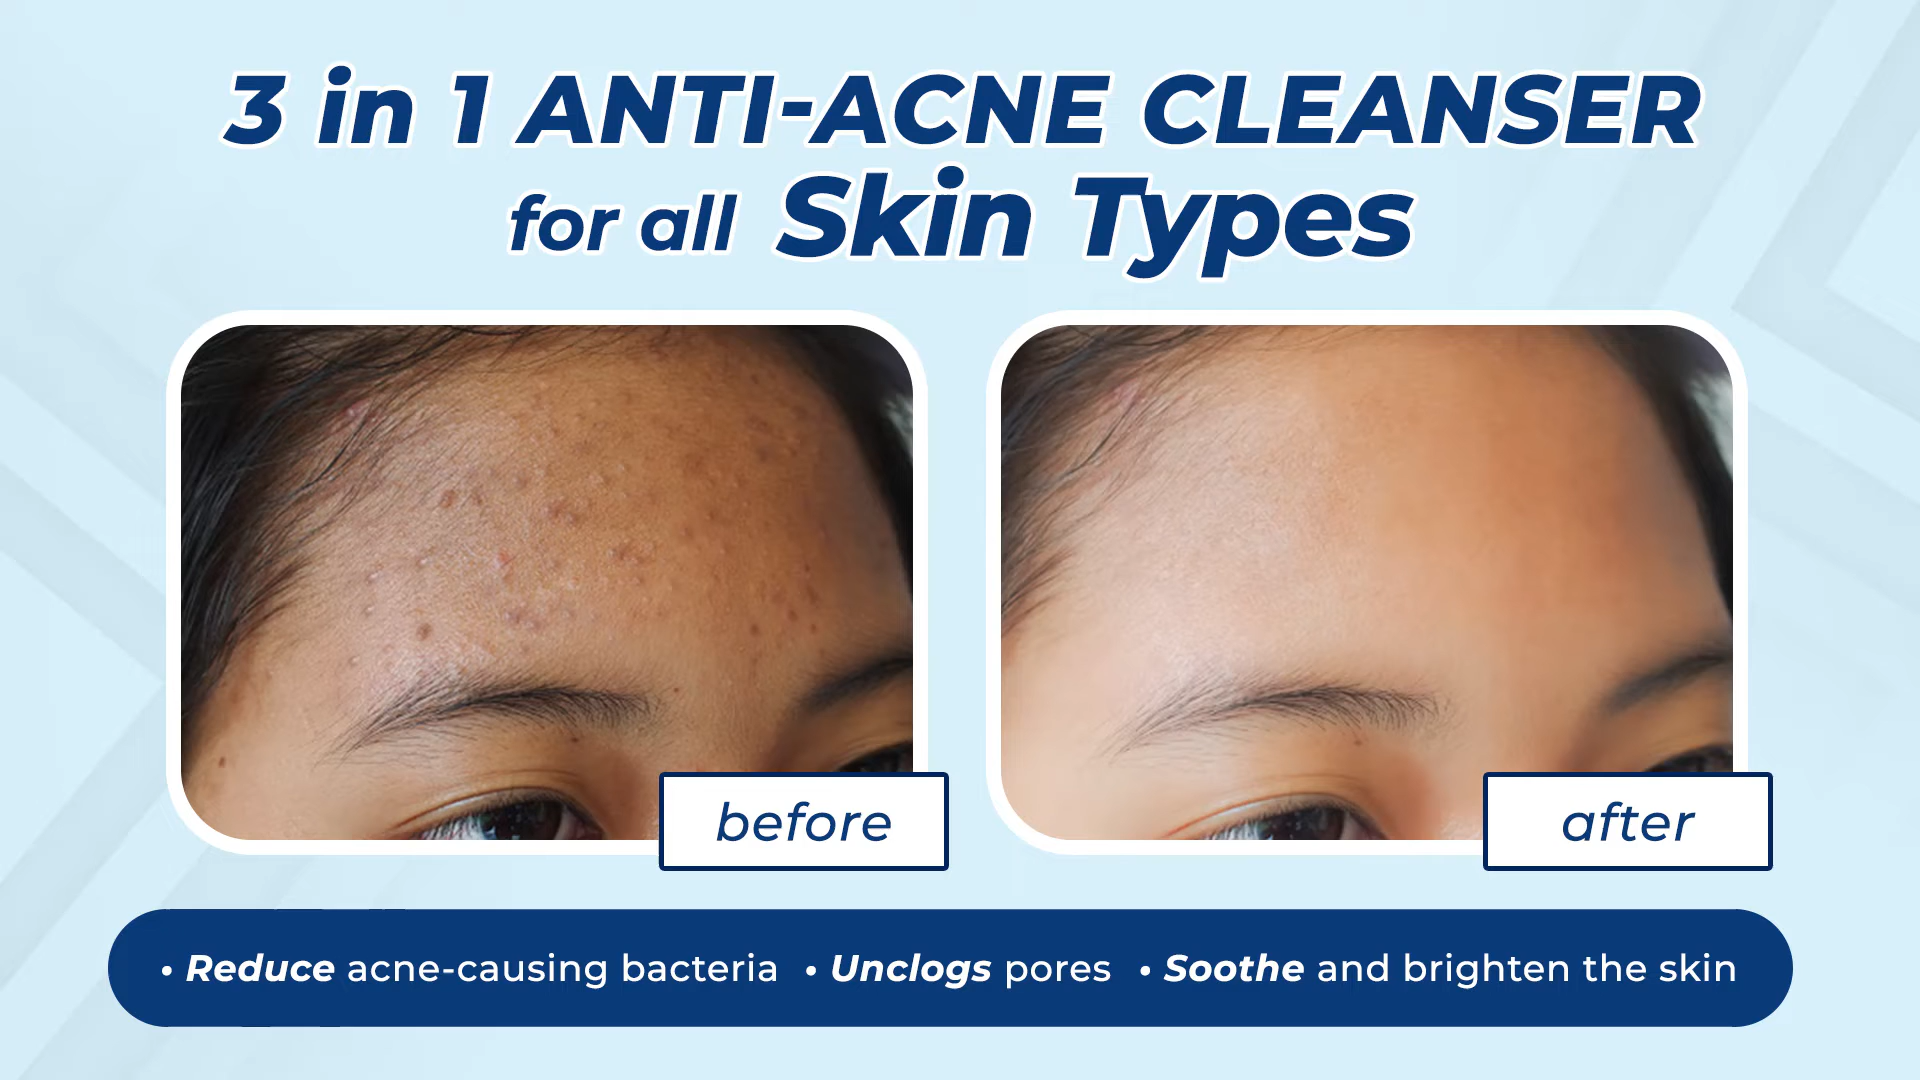 3 in 1 ANTI-ACNE CLEANSER
for all Skin Types
before
after
• Reduce acne-causing bacteria • Unclogs pores • Soothe and brighten the skin